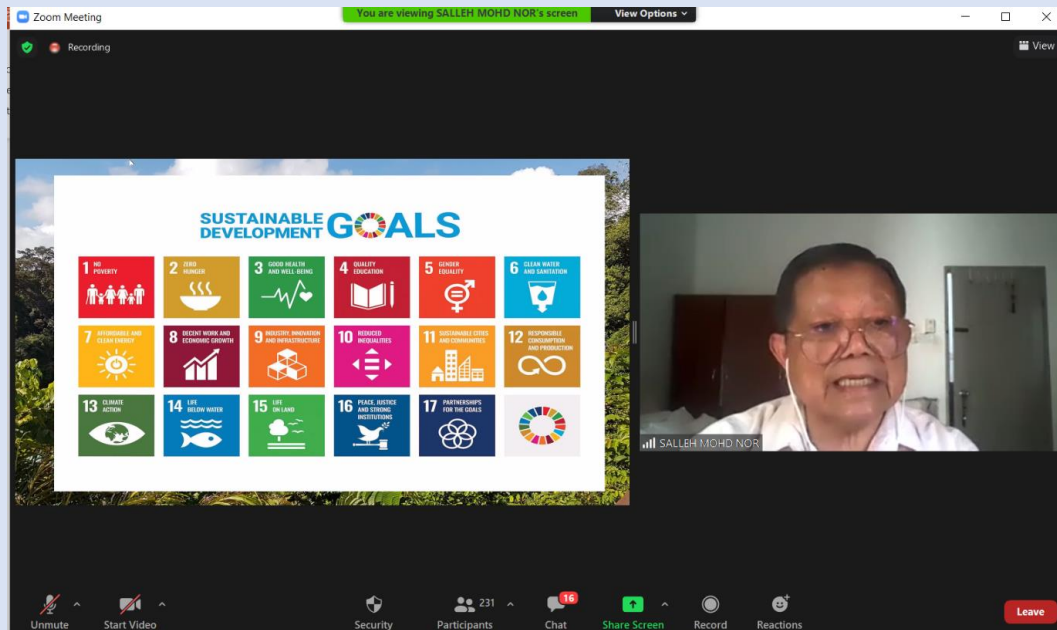 Zoom Meeting
You are viewing SALLEH MOHD NOR's screen
View Options
Recording
View
SUSTAINABLE
DEVELOPMENT
GOALS
1 NO
POVERTY
2 ZERO
HUNGER
3 GOOD HEALTH
AND WELL-BEING
4 QUALITY
EDUCATION
5 GENDER
EQUALITY
6 CLEAN WATER
AND SANITATION
7 AFFORDABLE AND
CLEAN ENERGY
8 DECENT WORK AND
ECONOMIC GROWTH
9 INDUSTRY, INNOVATION
AND INFRASTRUCTURE
10 REDUCED
INEQUALITIES
11 SUSTAINABLE CITIES
AND COMMUNITIES
12 RESPONSIBLE
CONSUMPTION
AND PRODUCTION
13 CLIMATE
ACTION
14 LIFE
BELOW WATER
15 LIFE
ON LAND
16 PEACE, JUSTICE
AND STRONG
INSTITUTIONS
17 PARTNERSHIPS
FOR THE GOALS
SALLEH MOHD NOR
Unmute
Start Video
Security
231
Participants
16
Chat
Share Screen
Record
Reactions
Leave